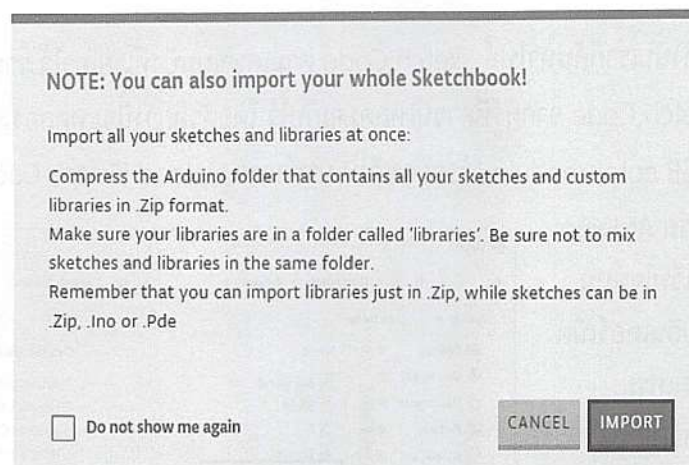 NOTE: You can also import your whole Sketchbook!
Import all your sketches and libraries at once:
Compress the Arduino folder that contains all your sketches and custom
libraries in .Zip format.
Make sure your libraries are in a folder called 'libraries'. Be sure not to mix
sketches and libraries in the same folder.
Remember that you can import libraries just in .Zip, while sketches can be in
.Zip, .Ino or .Pde
Do not show me again
CANCEL
IMPORT